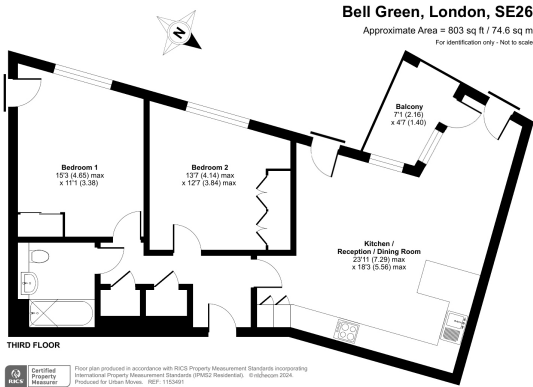 Bell Green, London, SE26
Approximate Area = 803 sq ft / 74.6 sq m
For identification only - Not to scale
N
Balcony
7'1 (2.16)
x 4'7 (1.40)
Bedroom 1
15'3 (4.65) max
x 11'1 (3.38)
Bedroom 2
13'7 (4.14) max
x 12'7 (3.84) max
Kitchen /
Reception / Dining Room
23'11 (7.29) max
x 18'3 (5.56) max
THIRD FLOOR
RICS
Certified
Property
Measurer
Floor plan produced in accordance with RICS Property Measurement Standards incorporating
International Property Measurement Standards (IPMS2 Residential). © nichecom 2024.
Produced for Urban Moves. REF: 1153491